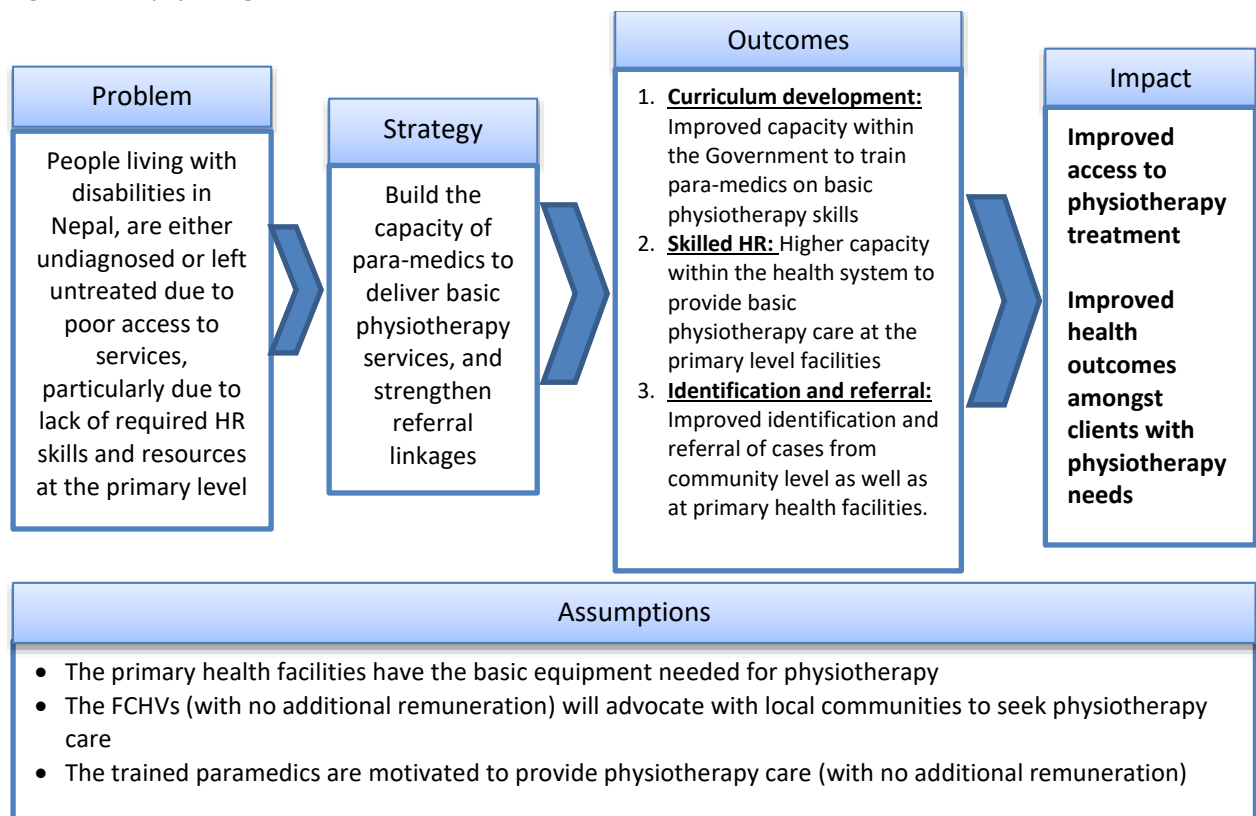 Problem
People living with
disabilities in
Nepal, are either
undiagnosed or left
untreated due to
poor access to
services,
particularly due to
lack of required HR
skills and resources
at the primary level
Strategy
Build the
capacity of
para-medics to
deliver basic
physiotherapy
services, and
strengthen
referral
linkages
Outcomes
1. Curriculum development:
Improved capacity within
the Government to train
para-medics on basic
physiotherapy skills
2. Skilled HR: Higher capacity
within the health system to
provide basic
physiotherapy care at the
primary level facilities
3. Identification and referral:
Improved identification and
referral of cases from
community level as well as
at primary health facilities.
Impact
Improved
access to
physiotherapy
treatment
Improved
health
outcomes
amongst
clients with
physiotherapy
needs
Assumptions
• The primary health facilities have the basic equipment needed for physiotherapy
• The FCHVs (with no additional remuneration) will advocate with local communities to seek physiotherapy
care
• The trained paramedics are motivated to provide physiotherapy care (with no additional remuneration)